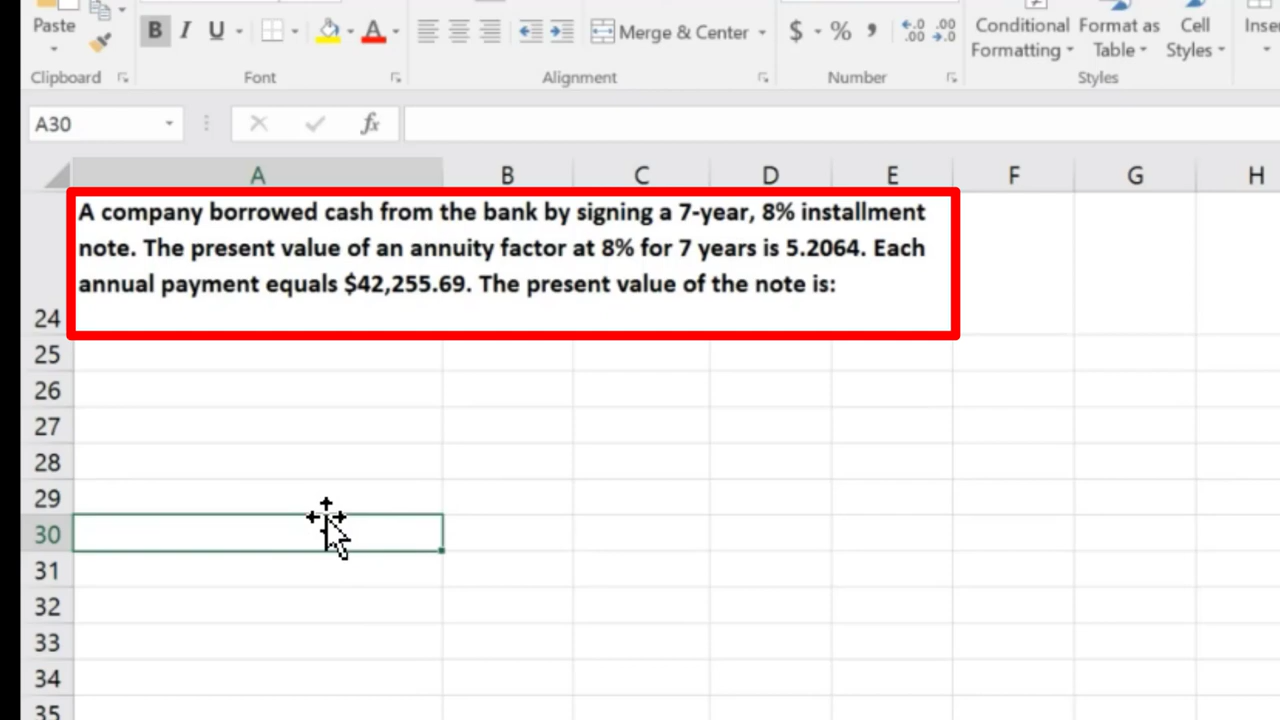 Paste B I U Merge & Center $ % Conditional Format as Cell
Formatting Table Styles
Clipboard Font Alignment Number Styles
A30 fx
A B C D E F G H
A company borrowed cash from the bank by signing a 7-year, 8% installment
note. The present value of an annuity factor at 8% for 7 years is 5.2064. Each
annual payment equals $42,255.69. The present value of the note is:
24
25
26
27
28
29
30
31
32
33
34
35